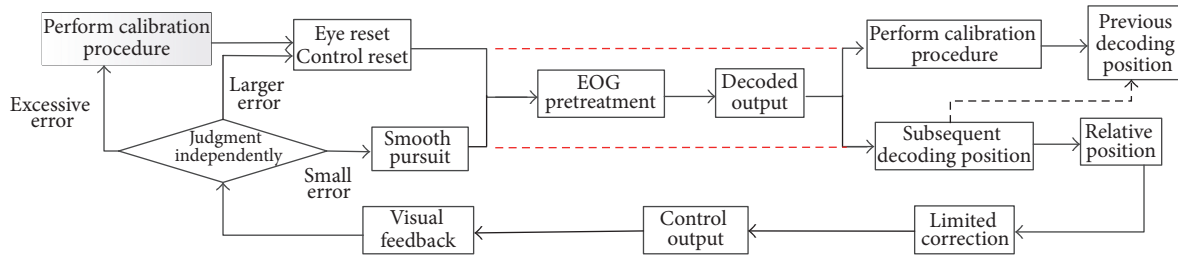 Perform calibration
procedure
Eye reset
Control reset
Perform calibration
procedure
Previous
decoding
position
Larger
error
EOG
pretreatment
Decoded
output
Excessive
error
Judgment
independently
Smooth
pursuit
Subsequent
decoding position
Relative
position
Small
error
Visual
feedback
Control
output
Limited
correction